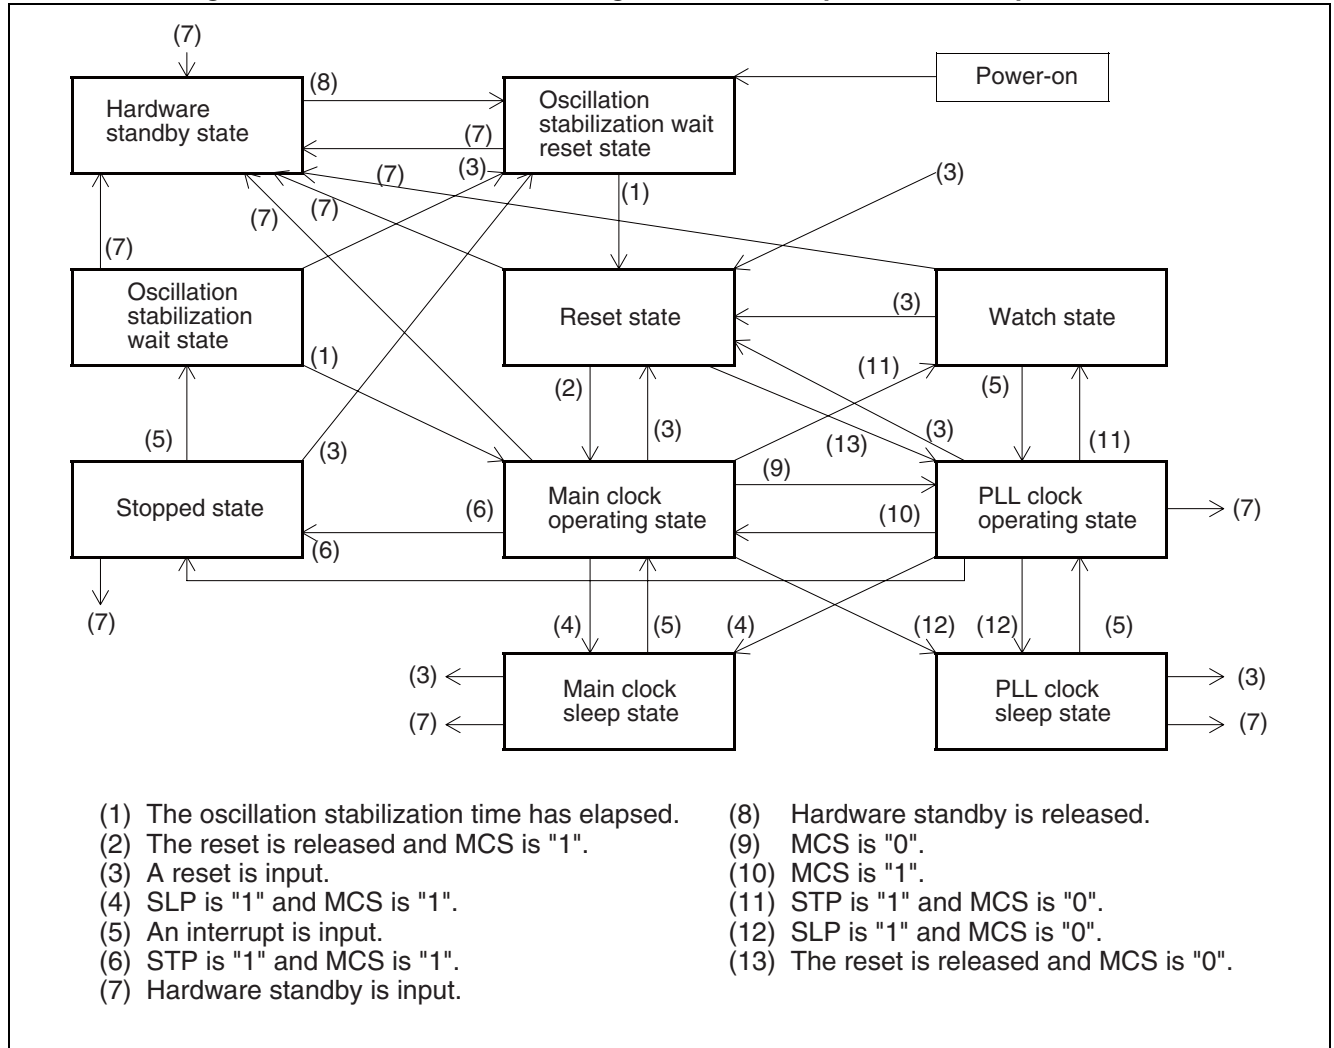 (7)
(8)
Power-on
Hardware
standby state
Oscillation
stabilization wait
reset state
(7)
(3)
(7)
(3)
(1)
(7)
(7)
(7)
Oscillation
stabilization
wait state
Reset state
(3)
Watch state
(1)
(11)
(2)
(5)
(5)
(3)
(3)
(13)
(3)
(11)
(9)
Stopped state
(6)
Main clock
operating state
(10)
PLL clock
operating state
(7)
(6)
(7)
(4)
(5)
(4)
(12)
(12)
(5)
(3)
Main clock
sleep state
PLL clock
sleep state
(3)
(7)
(7)
(1) The oscillation stabilization time has elapsed.
(2) The reset is released and MCS is "1".
(3) A reset is input.
(4) SLP is "1" and MCS is "1".
(5) An interrupt is input.
(6) STP is "1" and MCS is "1".
(7) Hardware standby is input.
(8) Hardware standby is released.
(9) MCS is "0".
(10) MCS is "1".
(11) STP is "1" and MCS is "0".
(12) SLP is "1" and MCS is "0".
(13) The reset is released and MCS is "0".